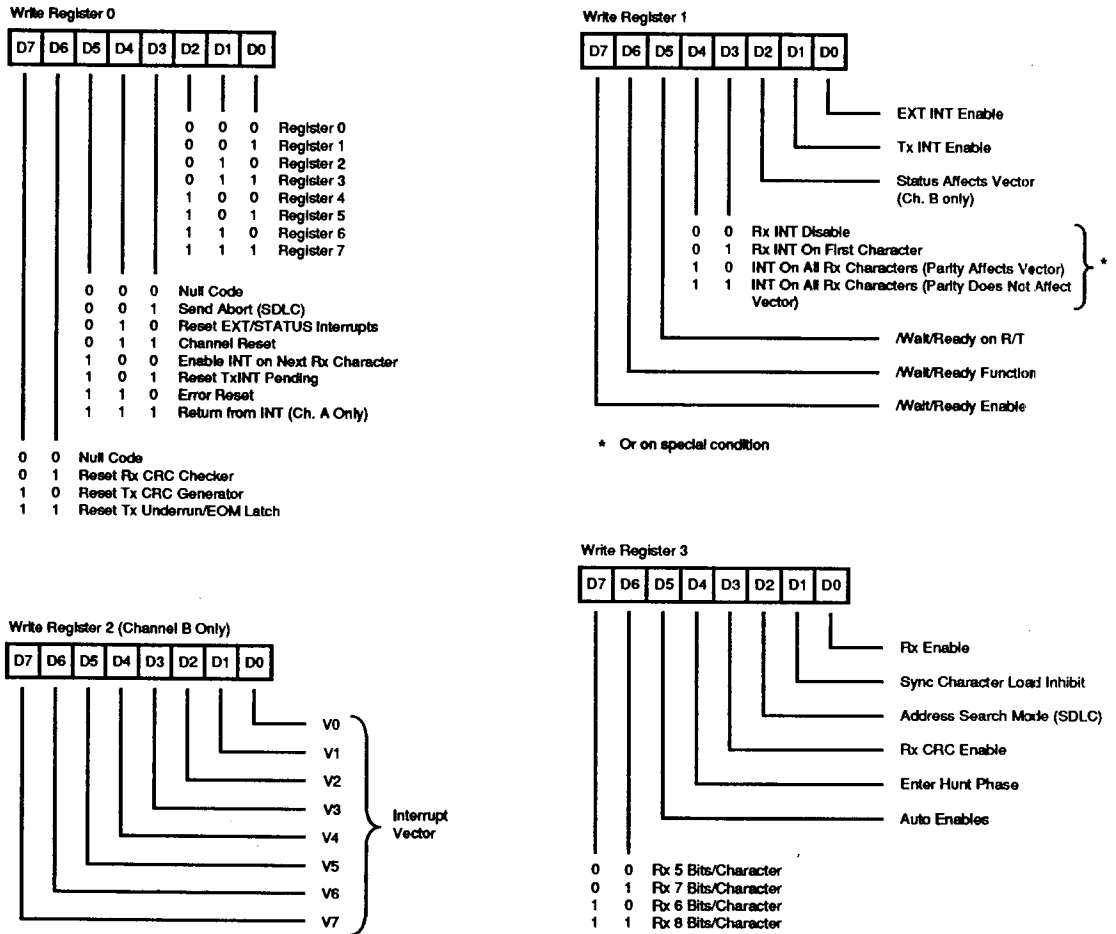 Write Register 0
D7 D6 D5 D4 D3 D2 D1 D0
0 0 0 Register 0
0 0 1 Register 1
0 1 0 Register 2
0 1 1 Register 3
1 0 0 Register 4
1 0 1 Register 5
1 1 0 Register 6
1 1 1 Register 7
0 0 0 Null Code
0 0 1 Send Abort (SDLC)
0 1 0 Reset EXT/STATUS Interrupts
0 1 1 Channel Reset
1 0 0 Enable INT on Next Rx Character
1 0 1 Reset TxINT Pending
1 1 0 Error Reset
1 1 1 Return from INT (Ch. A Only)
0 0 Null Code
0 1 Reset Rx CRC Checker
1 0 Reset Tx CRC Generator
1 1 Reset Tx Underrun/EOM Latch
Write Register 1
D7 D6 D5 D4 D3 D2 D1 D0
EXT INT Enable
Tx INT Enable
Status Affects Vector
(Ch. B only)
0 0 Rx INT Disable
0 1 Rx INT On First Character
1 0 INT On All Rx Characters (Parity Affects Vector)
1 1 INT On All Rx Characters (Parity Does Not Affect
Vector)
*
/Wait/Ready on R/T
/Wait/Ready Function
/Wait/Ready Enable
* Or on special condition
Write Register 2 (Channel B Only)
D7 D6 D5 D4 D3 D2 D1 D0
V0
V1
V2
V3
V4
V5
V6
V7
Interrupt
Vector
Write Register 3
D7 D6 D5 D4 D3 D2 D1 D0
Rx Enable
Sync Character Load Inhibit
Address Search Mode (SDLC)
Rx CRC Enable
Enter Hunt Phase
Auto Enables
0 0 Rx 5 Bits/Character
0 1 Rx 7 Bits/Character
1 0 Rx 6 Bits/Character
1 1 Rx 8 Bits/Character